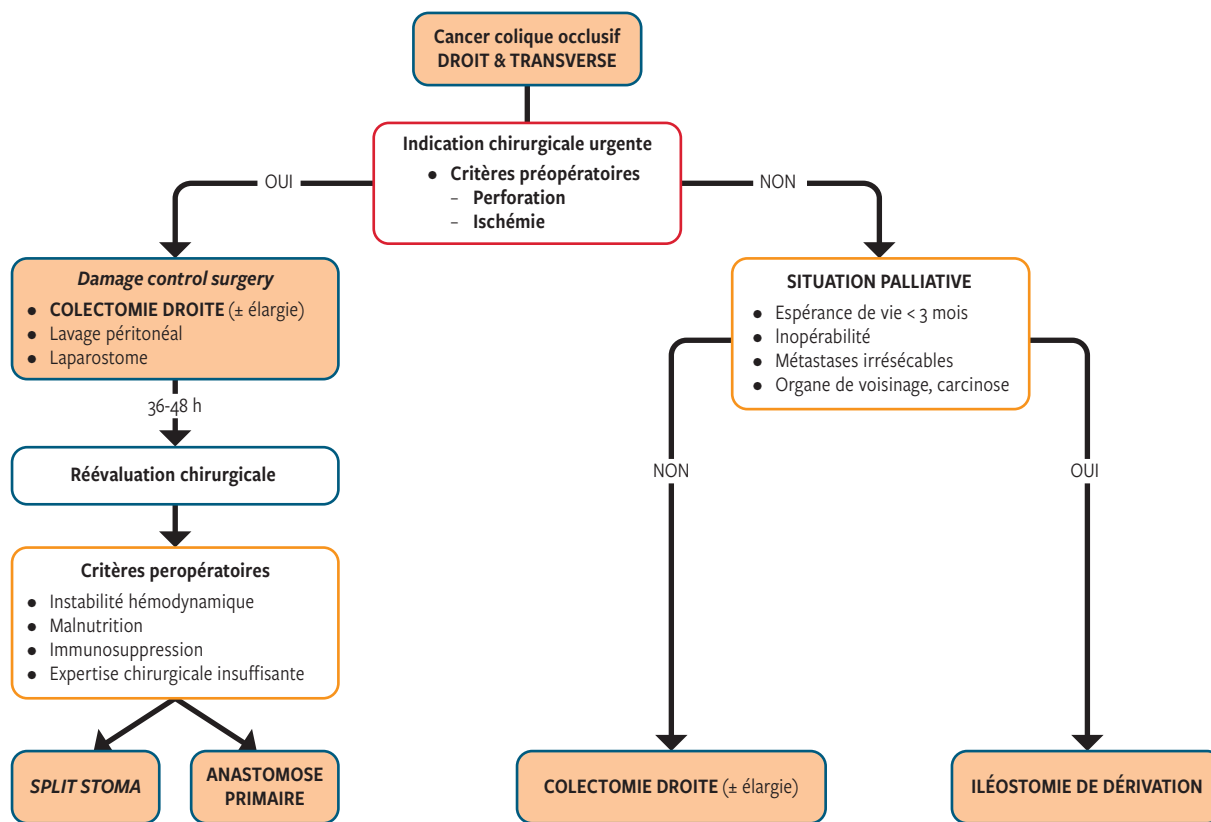 Cancer colique occlusif
DROIT & TRANSVERSE
Indication chirurgicale urgente
● Critères préopératoires
– Perforation
– Ischémie
OUI
NON
Damage control surgery
● COLECTOMIE DROITE (± élargie)
● Lavage péritonéal
● Laparostome
SITUATION PALLIATIVE
● Espérance de vie < 3 mois
● Inopérabilité
● Métastases irrésécables
● Organe de voisinage, carcinose
36-48 h
Réévaluation chirurgicale
NON
OUI
Critères peropératoires
● Instabilité hémodynamique
● Malnutrition
● Immunosuppression
● Expertise chirurgicale insuffisante
SPLIT STOMA
ANASTOMOSE
PRIMAIRE
COLECTOMIE DROITE (± élargie)
ILÉOSTOMIE DE DÉRIVATION